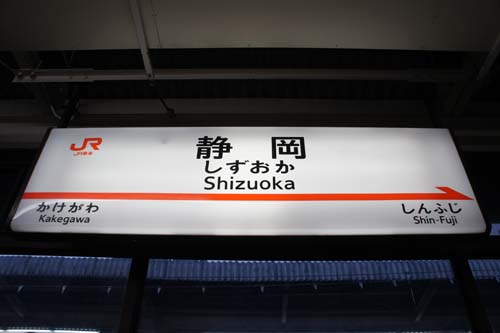 JR
JR東海
静岡
しずおか
Shizuoka
かけがわ
Kakegawa
しんふじ
Shin-Fuji